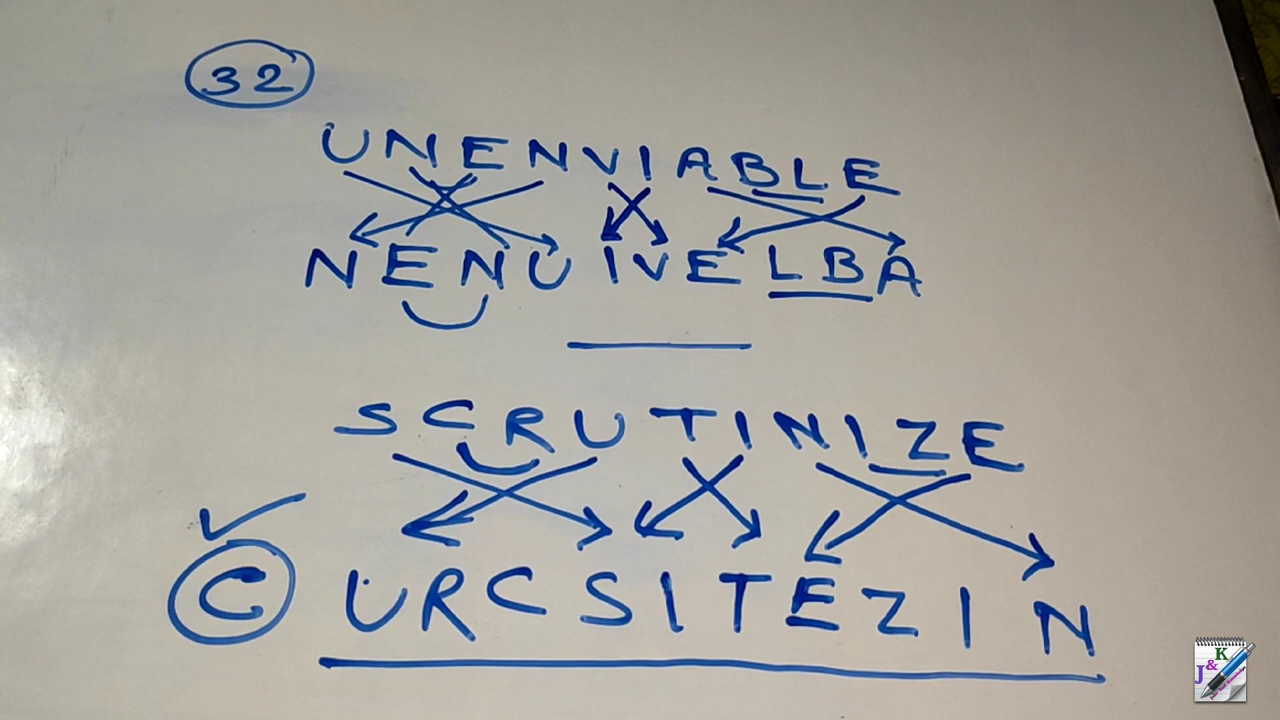 32
UNENVIABLE
NENUIVELBA
SCRUTINIZE
C URCSITEZIN
J&K